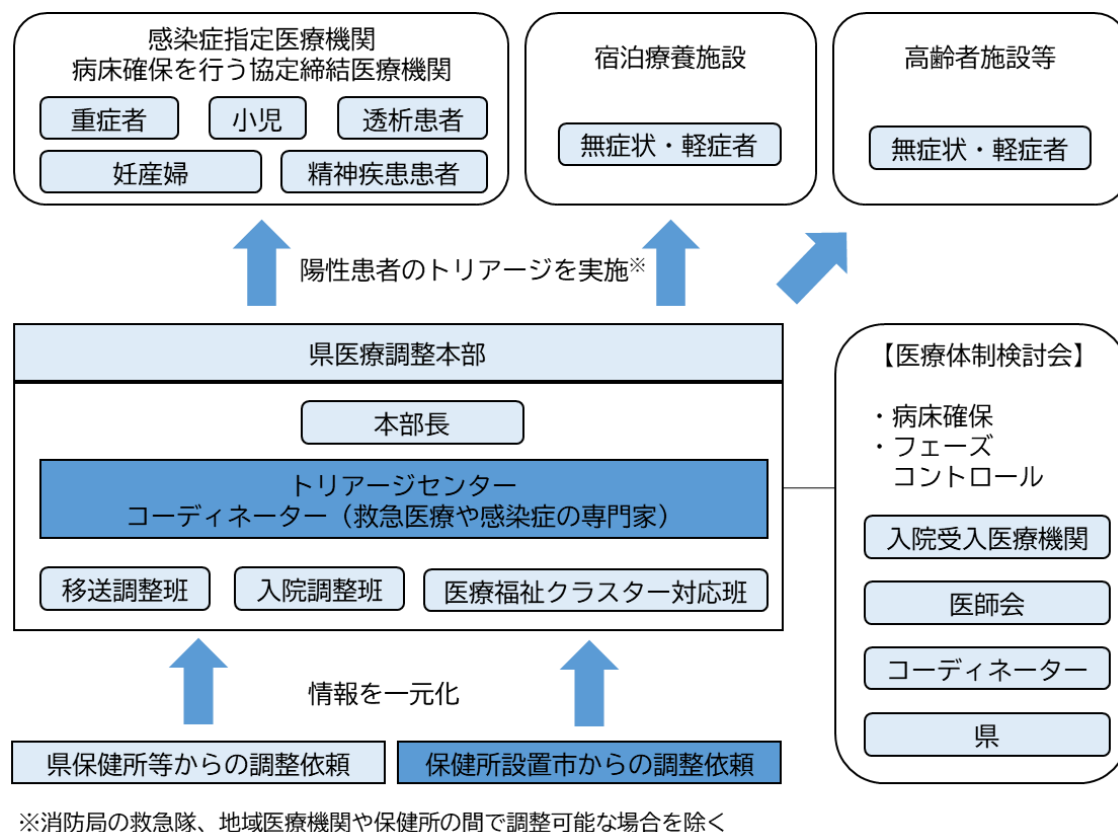 感染症指定医療機関
病床確保を行う協定締結医療機関
重症者
小児
透析患者
妊産婦
精神疾患患者
宿泊療養施設
無症状・軽症者
高齢者施設等
無症状・軽症者
陽性患者のトリアージを実施※
県医療調整本部
本部長
トリアージセンター
コーディネーター（救急医療や感染症の専門家）
移送調整班
入院調整班
医療福祉クラスター対応班
【医療体制検討会】
・病床確保
・フェーズ
コントロール
入院受入医療機関
医師会
コーディネーター
県
情報を一元化
県保健所等からの調整依頼
保健所設置市からの調整依頼
※消防局の救急隊、地域医療機関や保健所の間で調整可能な場合を除く